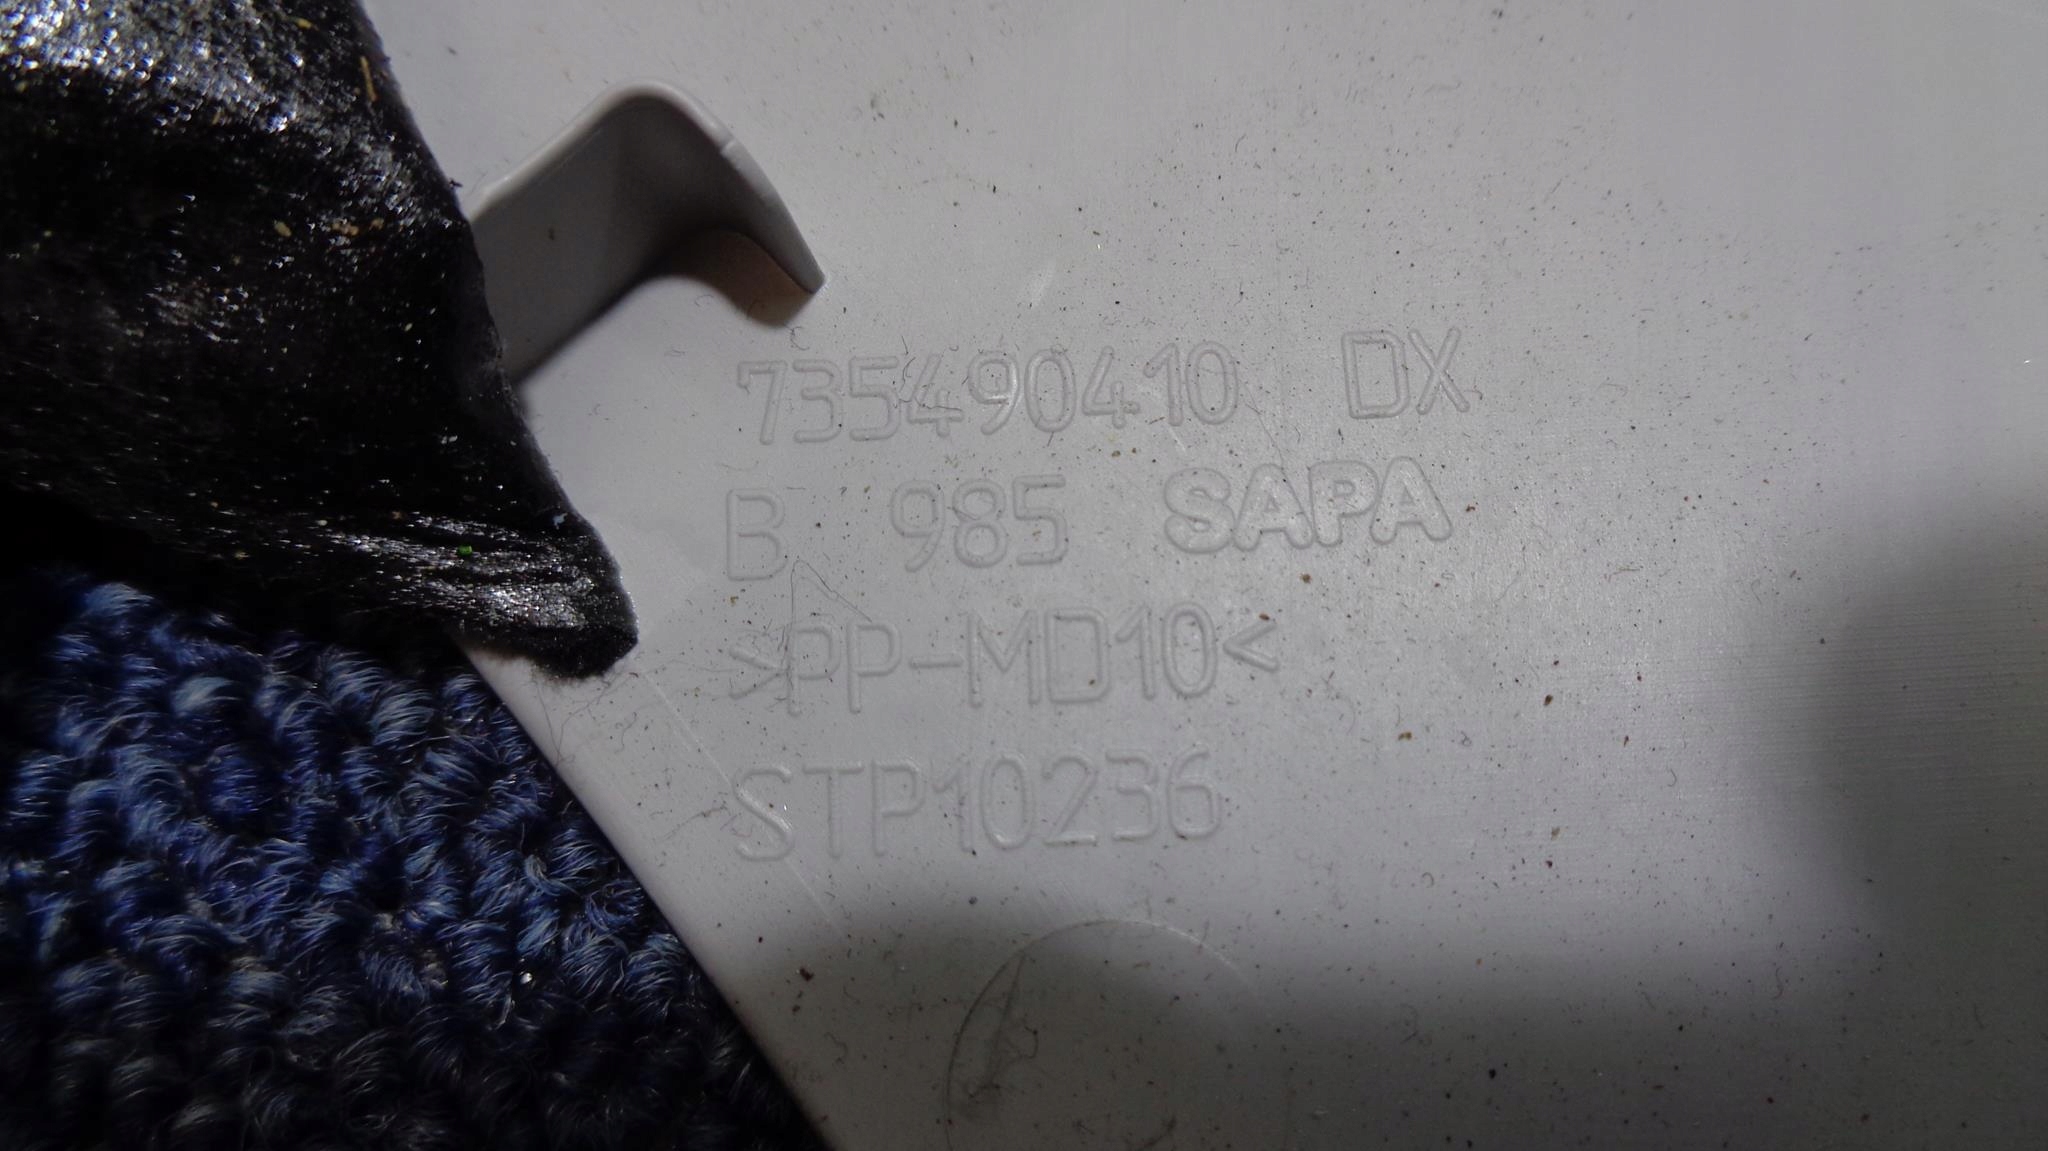 735490410 DX
B 985 SAPA
>PP-MD10<
STP10236